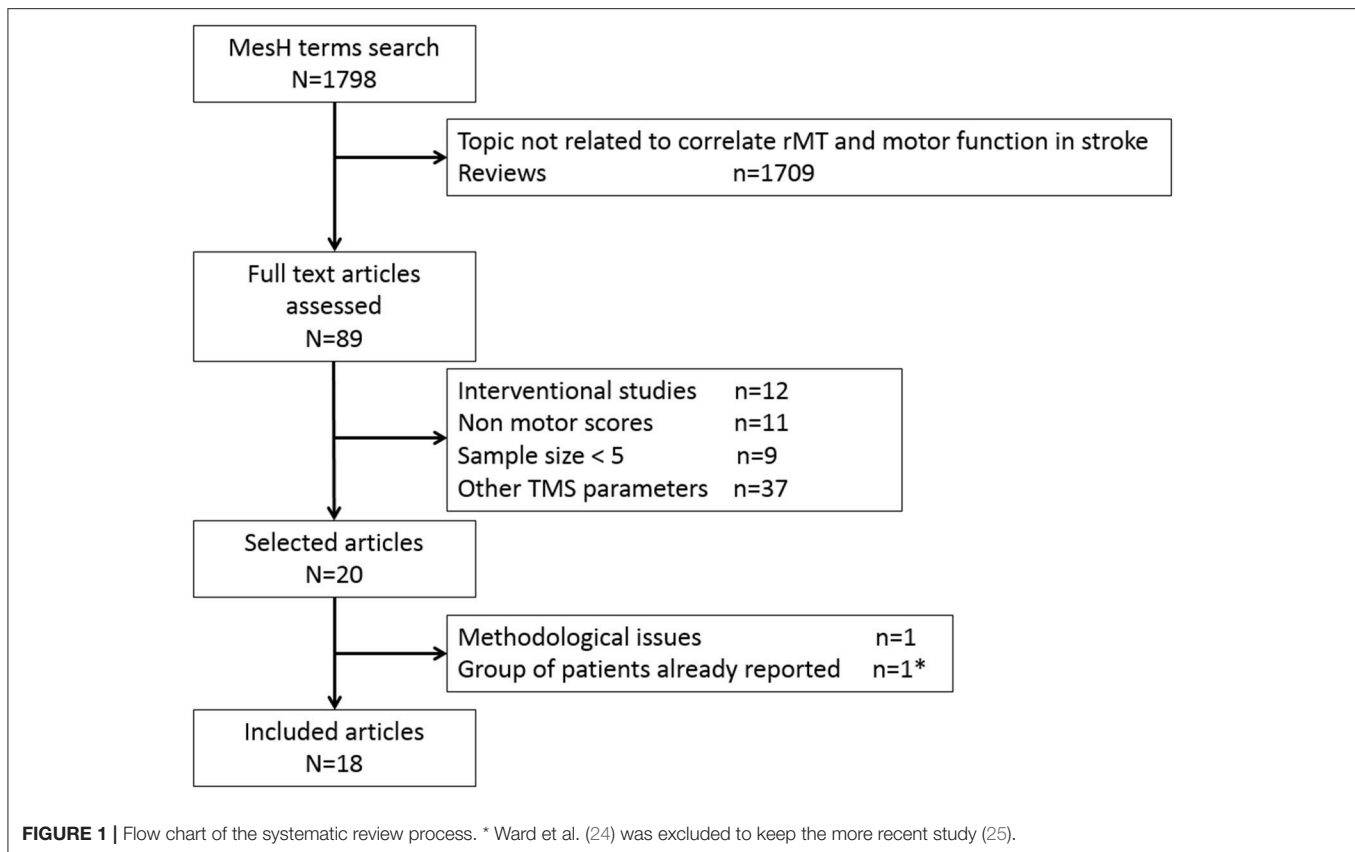 MesH terms search
N=1798
Topic not related to correlate rMT and motor function in stroke
Reviews n=1709
Full text articles
assessed
N=89
Interventional studies n=12
Non motor scores n=11
Sample size < 5 n=9
Other TMS parameters n=37
Selected articles
N=20
Methodological issues n=1
Group of patients already reported n=1*
Included articles
N=18
FIGURE 1 | Flow chart of the systematic review process. * Ward et al. (24) was excluded to keep the more recent study (25).